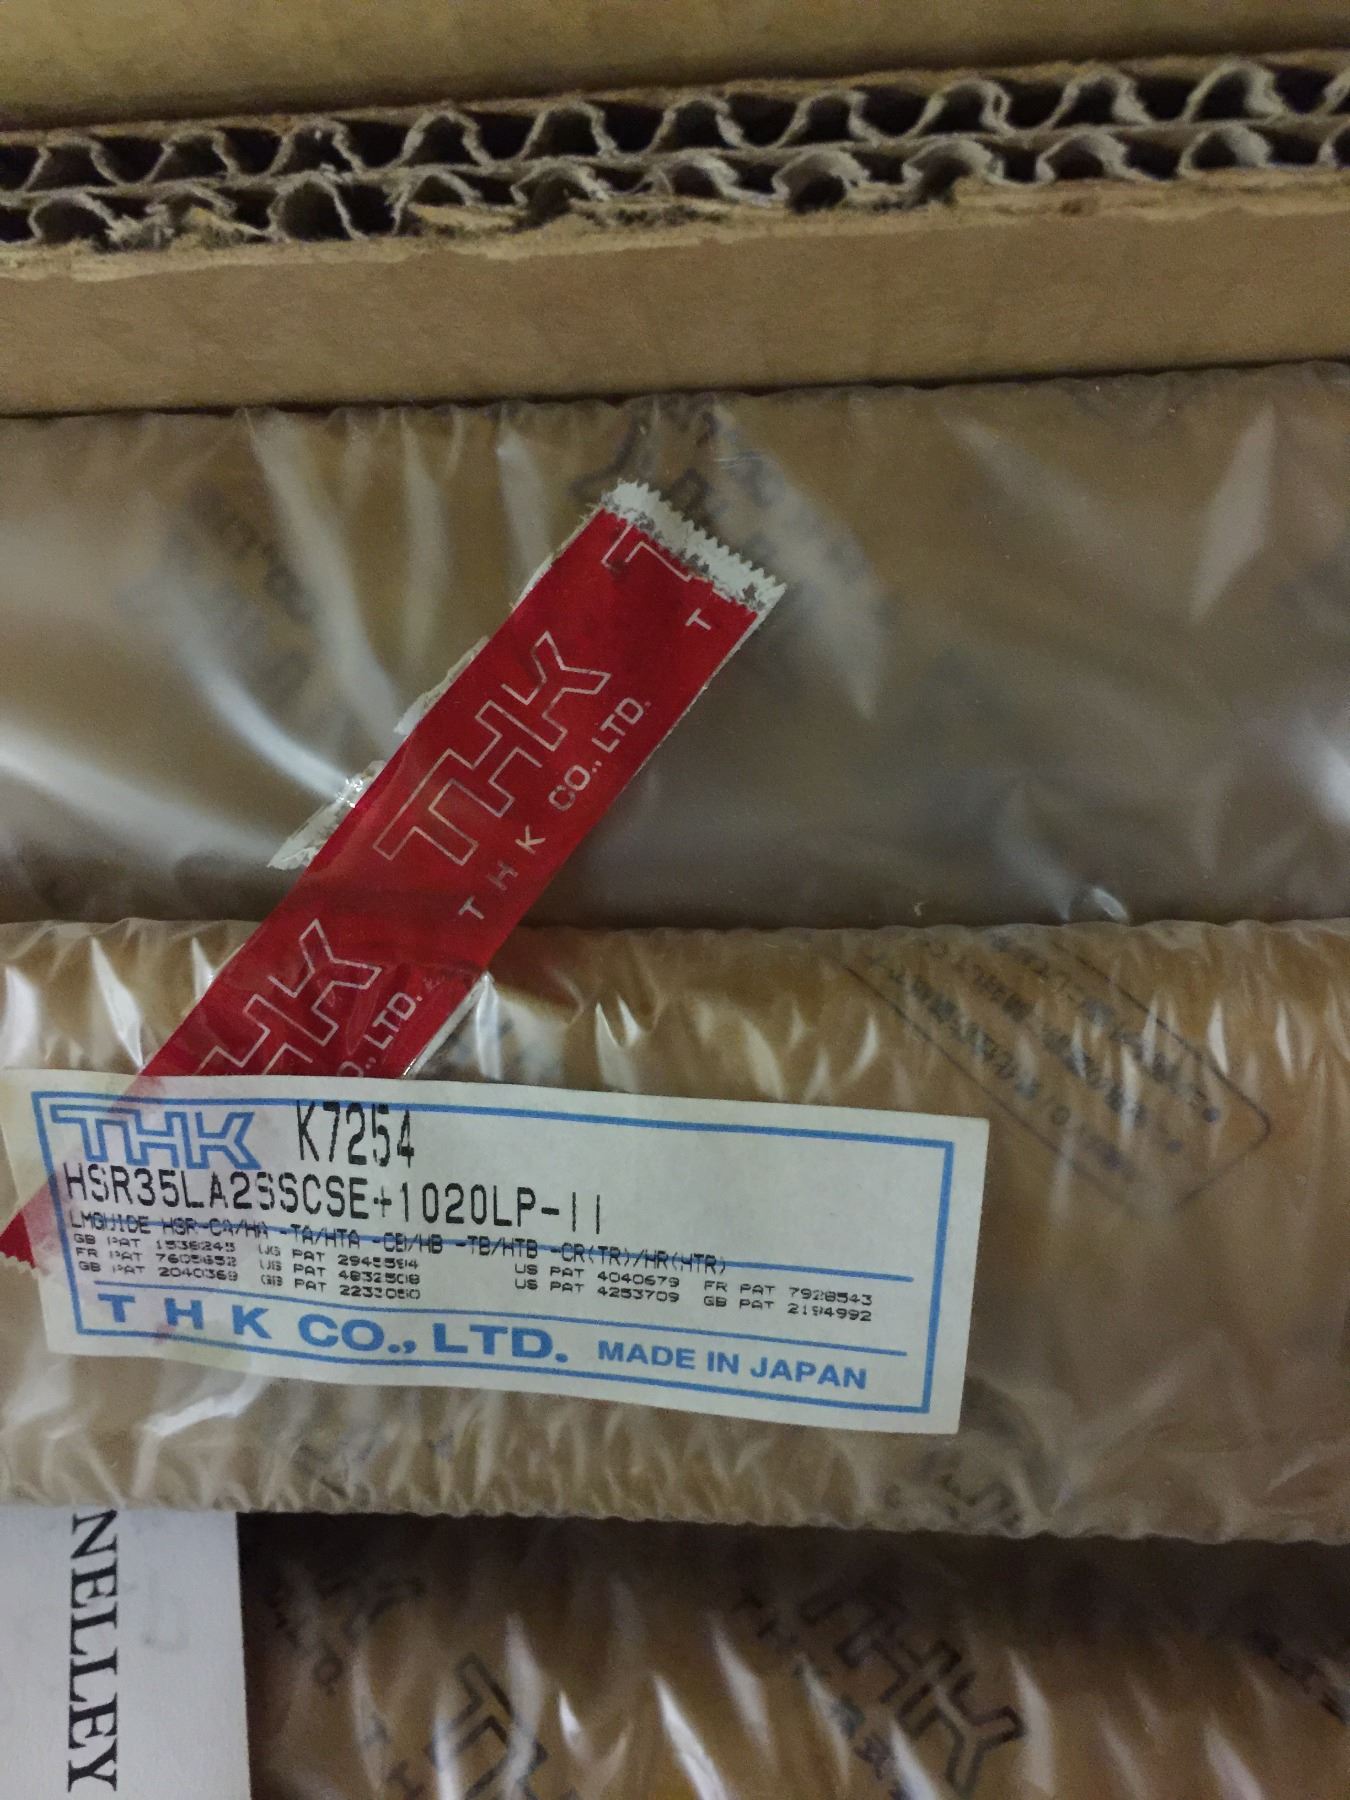 THK
T
THK
T H K CO., LTD.
THK
CO., LTD.
THK K7254
HSR35LA2SSCSE+1020LP-II
LMGUIDE HSR-CA/HA -TA/HTA -CB/HB -TB/HTB -CR(TR)/HR(HTR)
GB PAT 1538245 US PAT 2945594 US PAT 4040679 FR PAT 7928543
FR PAT 7605652 US PAT 4832508 US PAT 4253709 GB PAT 2194992
GB PAT 2040369 GB PAT 2233050
T H K CO., LTD. MADE IN JAPAN
NELLEY
THK